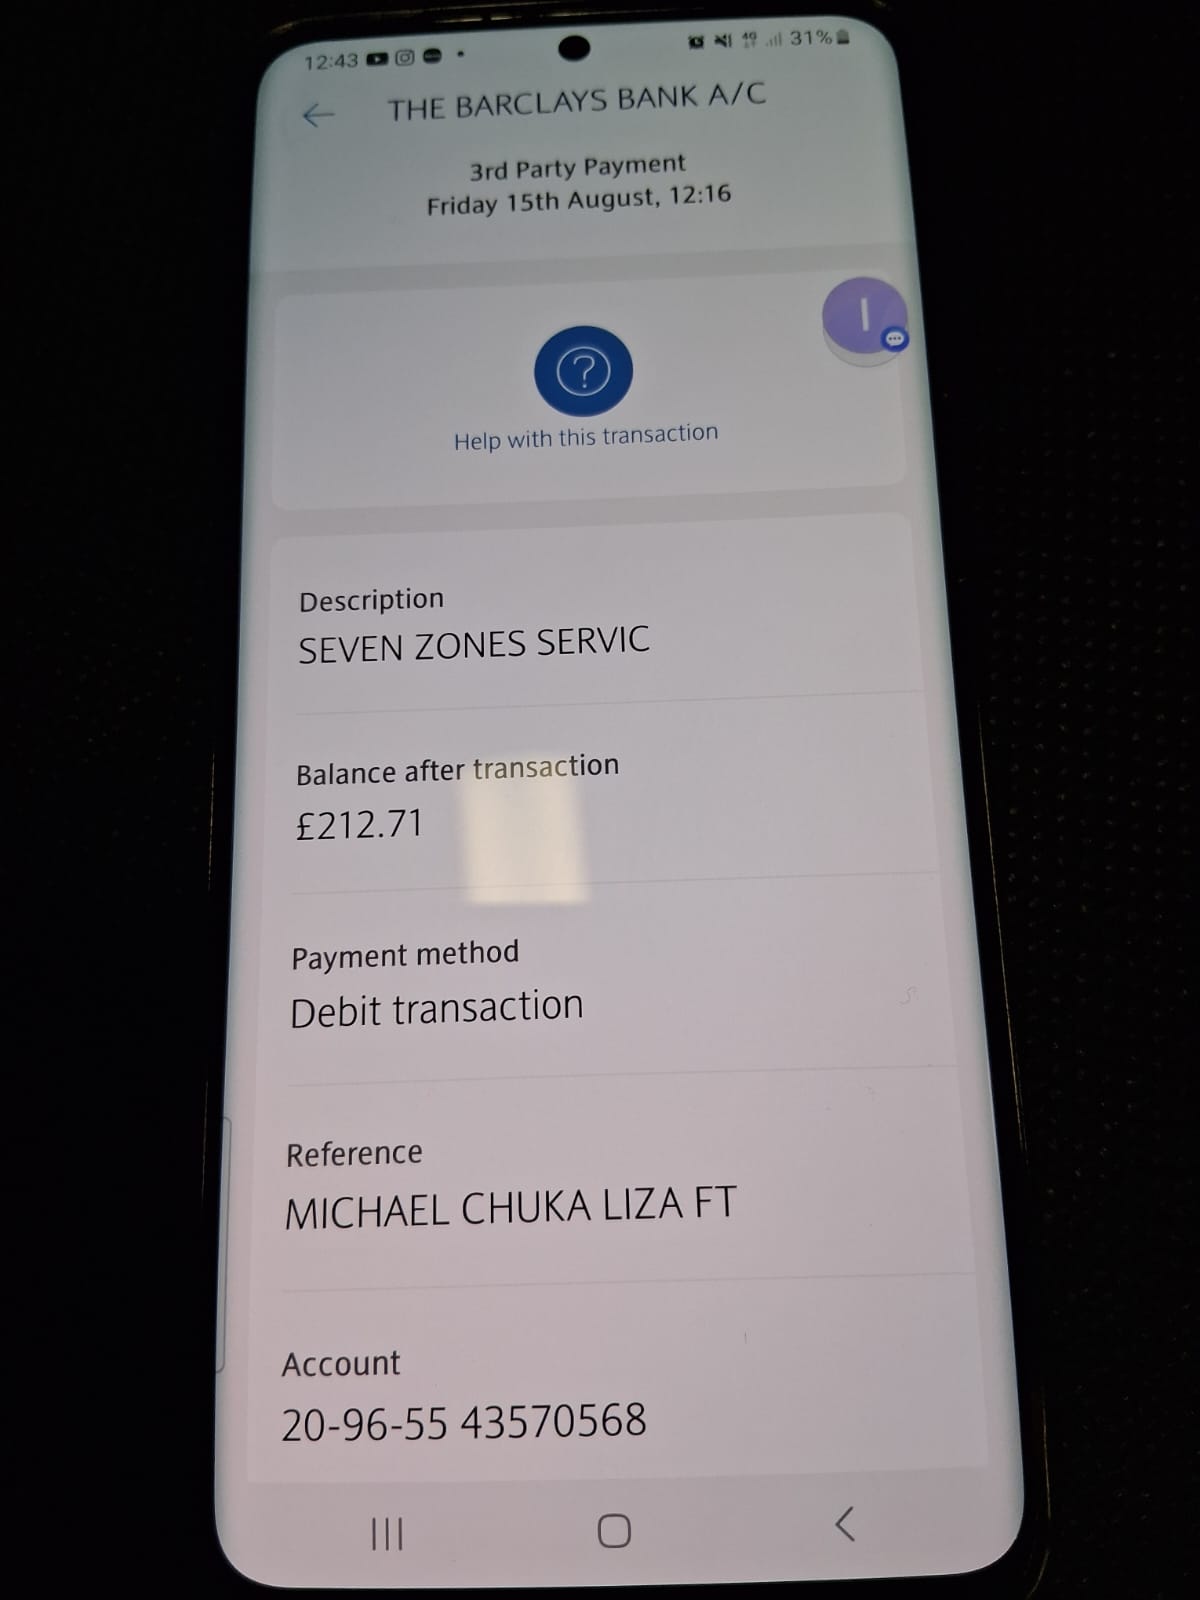 12:43
4G 31%
THE BARCLAYS BANK A/C
3rd Party Payment
Friday 15th August, 12:16
I
?
Help with this transaction
Description
SEVEN ZONES SERVIC
Balance after transaction
£212.71
Payment method
Debit transaction
Reference
MICHAEL CHUKA LIZA FT
Account
20-96-55 43570568